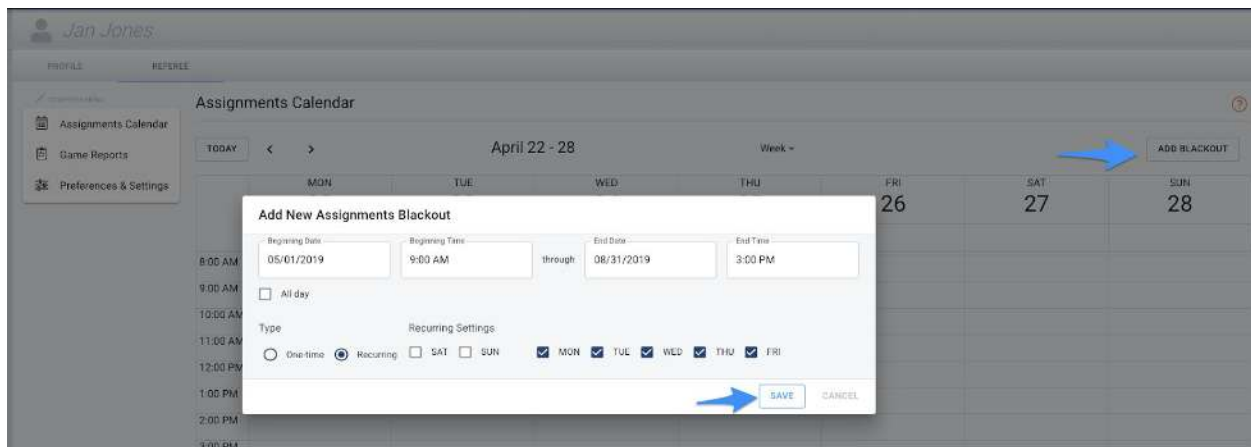 Jan Jones
PROFILE REFEREE
Assignments Calendar
Assignments Calendar
Game Reports
Preferences & Settings
TODAY < > April 22 - 28 Week ADD BLACKOUT
MON TUE WED THU FRI SAT SUN
26 27 28
Add New Assignments Blackout
Beginning Date Beginning Time End Date End Time
05/01/2019 9:00 AM through 08/31/2019 3:00 PM
All day
Type Recurring Settings
One-time Recurring SAT SUN MON TUE WED THU FRI
SAVE CANCEL
8:00 AM
9:00 AM
10:00 AM
11:00 AM
12:00 PM
1:00 PM
2:00 PM
3:00 PM